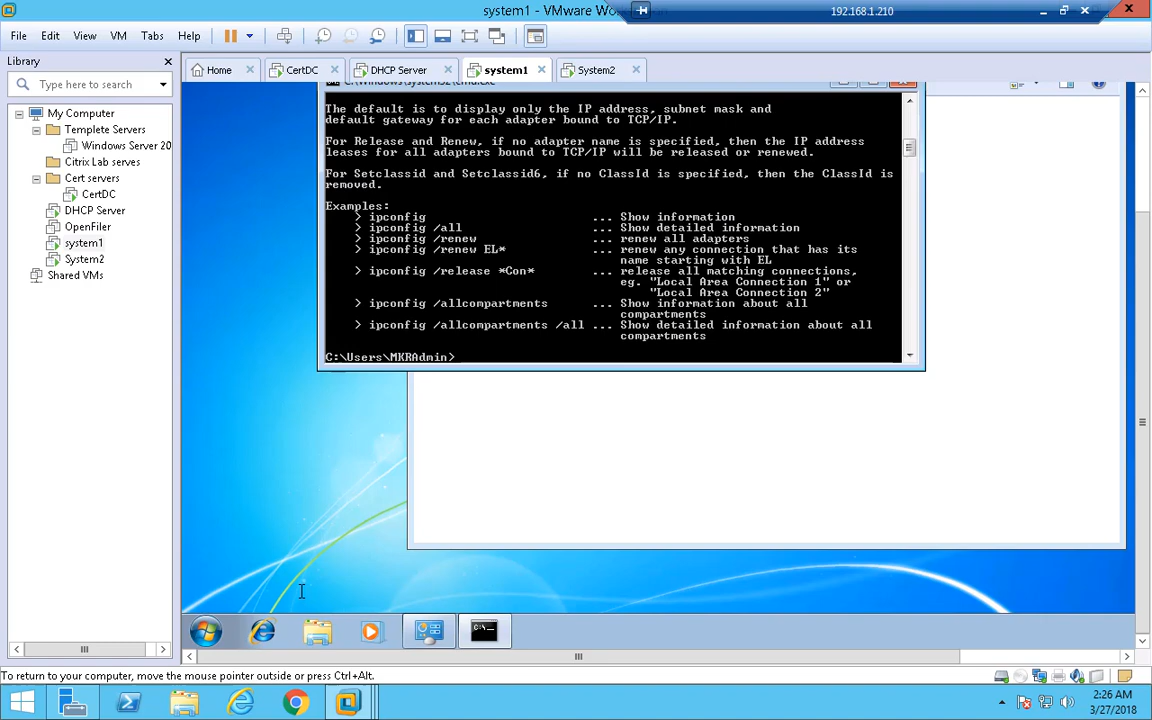 system1 - VMware Wo
192.168.1.210
File Edit View VM Tabs Help
Library
Type here to search
My Computer
Template Servers
Windows Server 20
Citrix Lab serves
Cert servers
CertDC
DHCP Server
OpenFiler
system1
System2
Shared VMs
Home CertDC DHCP Server system1 System2
C:\Windows\system32\cmd.exe
The default is to display only the IP address, subnet mask and
default gateway for each adapter bound to TCP/IP.
For Release and Renew, if no adapter name is specified, then the IP address
leases for all adapters bound to TCP/IP will be released or renewed.
For Setclassid and Setclassid6, if no ClassId is specified, then the ClassId is
removed.
Examples:
> ipconfig ... Show information
> ipconfig /all ... Show detailed information
> ipconfig /renew ... renew all adapters
> ipconfig /renew EL* ... renew any connection that has its
name starting with EL
> ipconfig /release *Con* ... release all matching connections,
eg. "Local Area Connection 1" or
"Local Area Connection 2"
> ipconfig /allcompartments ... Show information about all
compartments
> ipconfig /allcompartments /all ... Show detailed information about all
compartments
C:\Users\MKRAdmin>
To return to your computer, move the mouse pointer outside or press Ctrl+Alt.
2:26 AM
3/27/2018